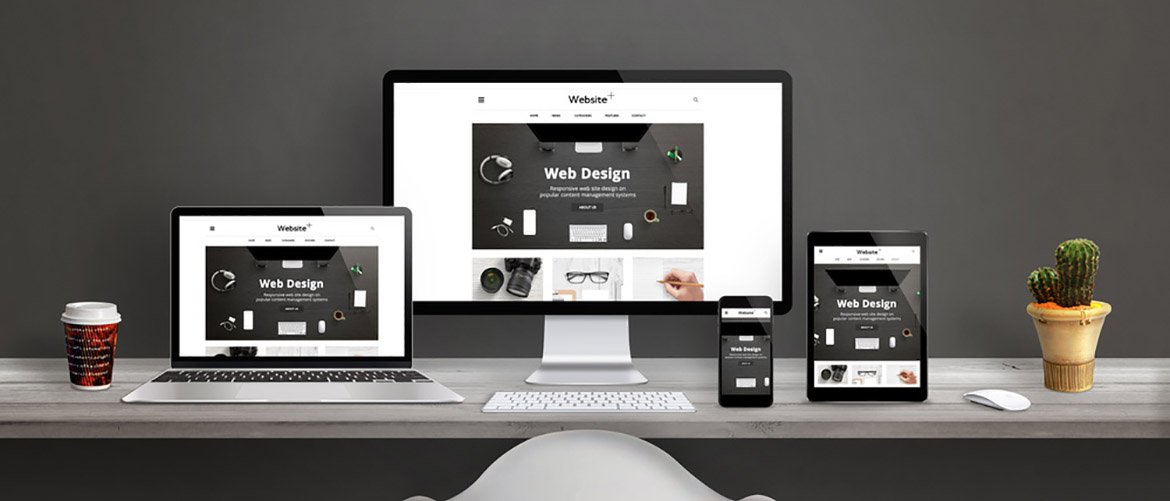 Website+
HOME NEWS CATEGORIES FEATURES CONTACT
Web Design
Responsive web site design on
popular content management systems
ABOUT US
Website+
HOME NEWS CATEGORIES FEATURES CONTACT
Web Design
Responsive web site design on
popular content management systems
ABOUT US
Website+
Web Design
Website+
Web Design
Responsive web site design on
popular content management systems
ABOUT US